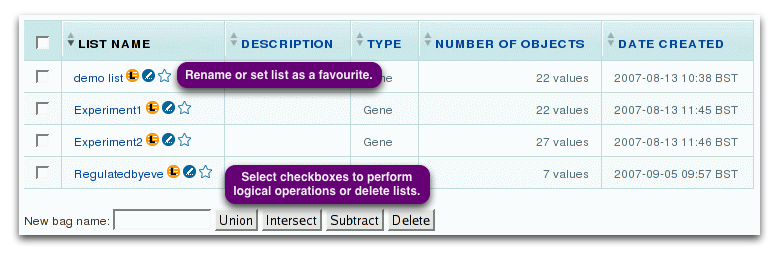 LIST NAME DESCRIPTION TYPE NUMBER OF OBJECTS DATE CREATED
demo list Rename or set list as a favourite. 22 values 2007-08-13 10:38 BST
Experiment1 Gene 22 values 2007-08-13 11:45 BST
Experiment2 Gene 27 values 2007-08-13 11:46 BST
Regulatedbyeve 7 values 2007-09-05 09:57 BST
Select checkboxes to perform
logical operations or delete lists.
New bag name: Union Intersect Subtract Delete